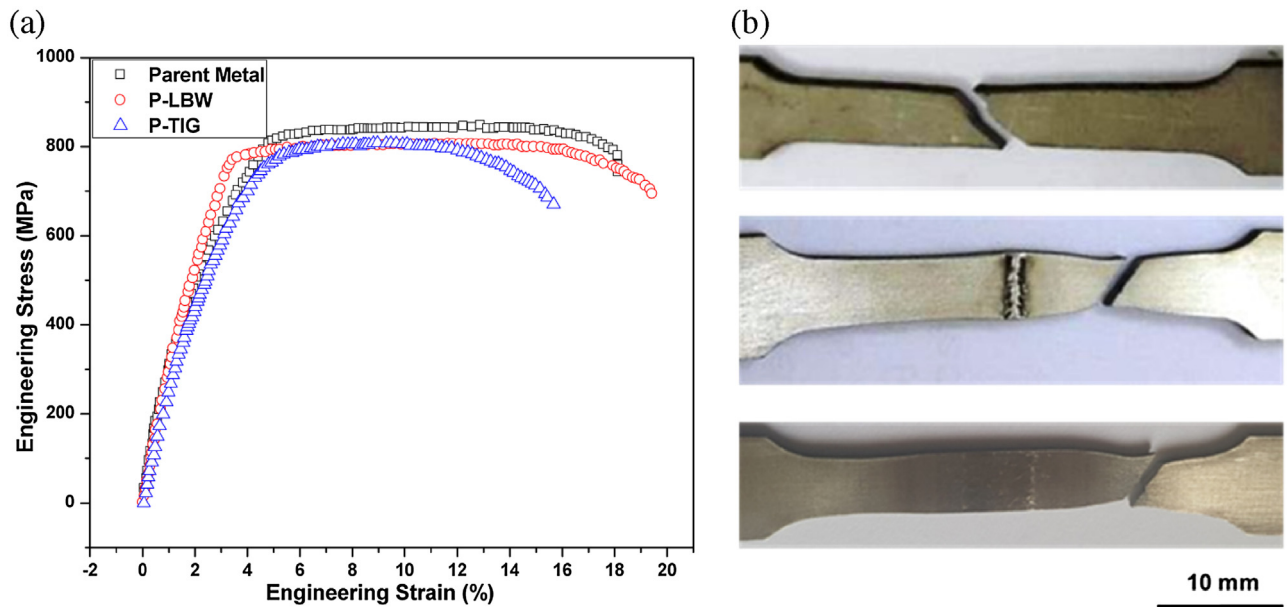 (a)
(b)
Parent Metal
P-LBW
P-TIG
Engineering Stress (MPa)
1000
800
600
400
200
0
-2 0 2 4 6 8 10 12 14 16 18 20
Engineering Strain (%)
10 mm